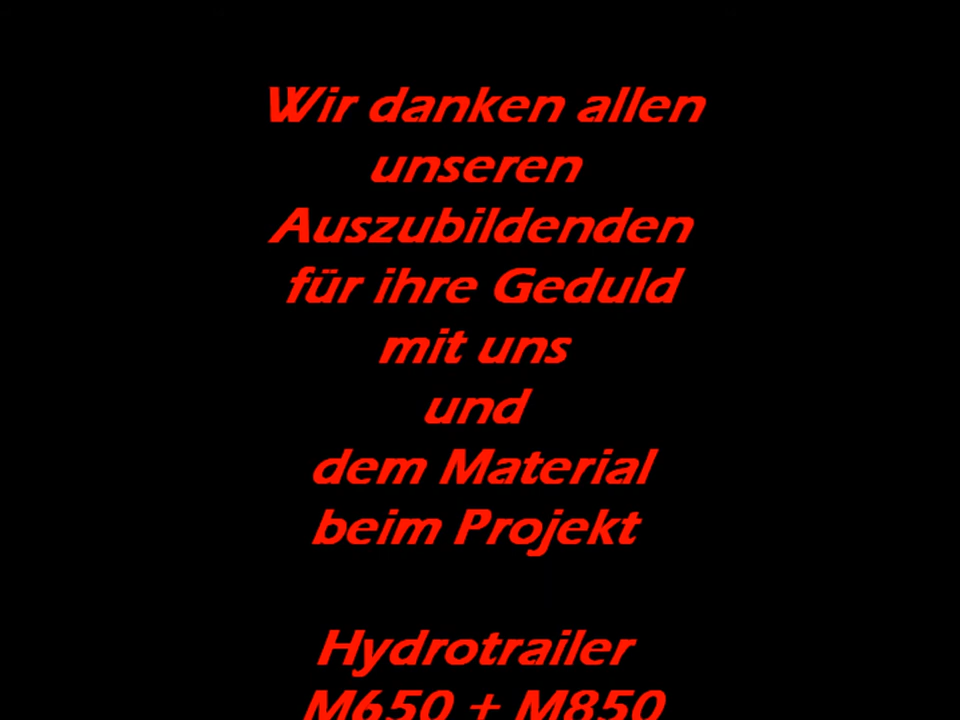 Wir danken allen
unseren
Auszubildenden
für ihre Geduld
mit uns
und
dem Material
beim Projekt
Hydrotrailer
M650 + M850